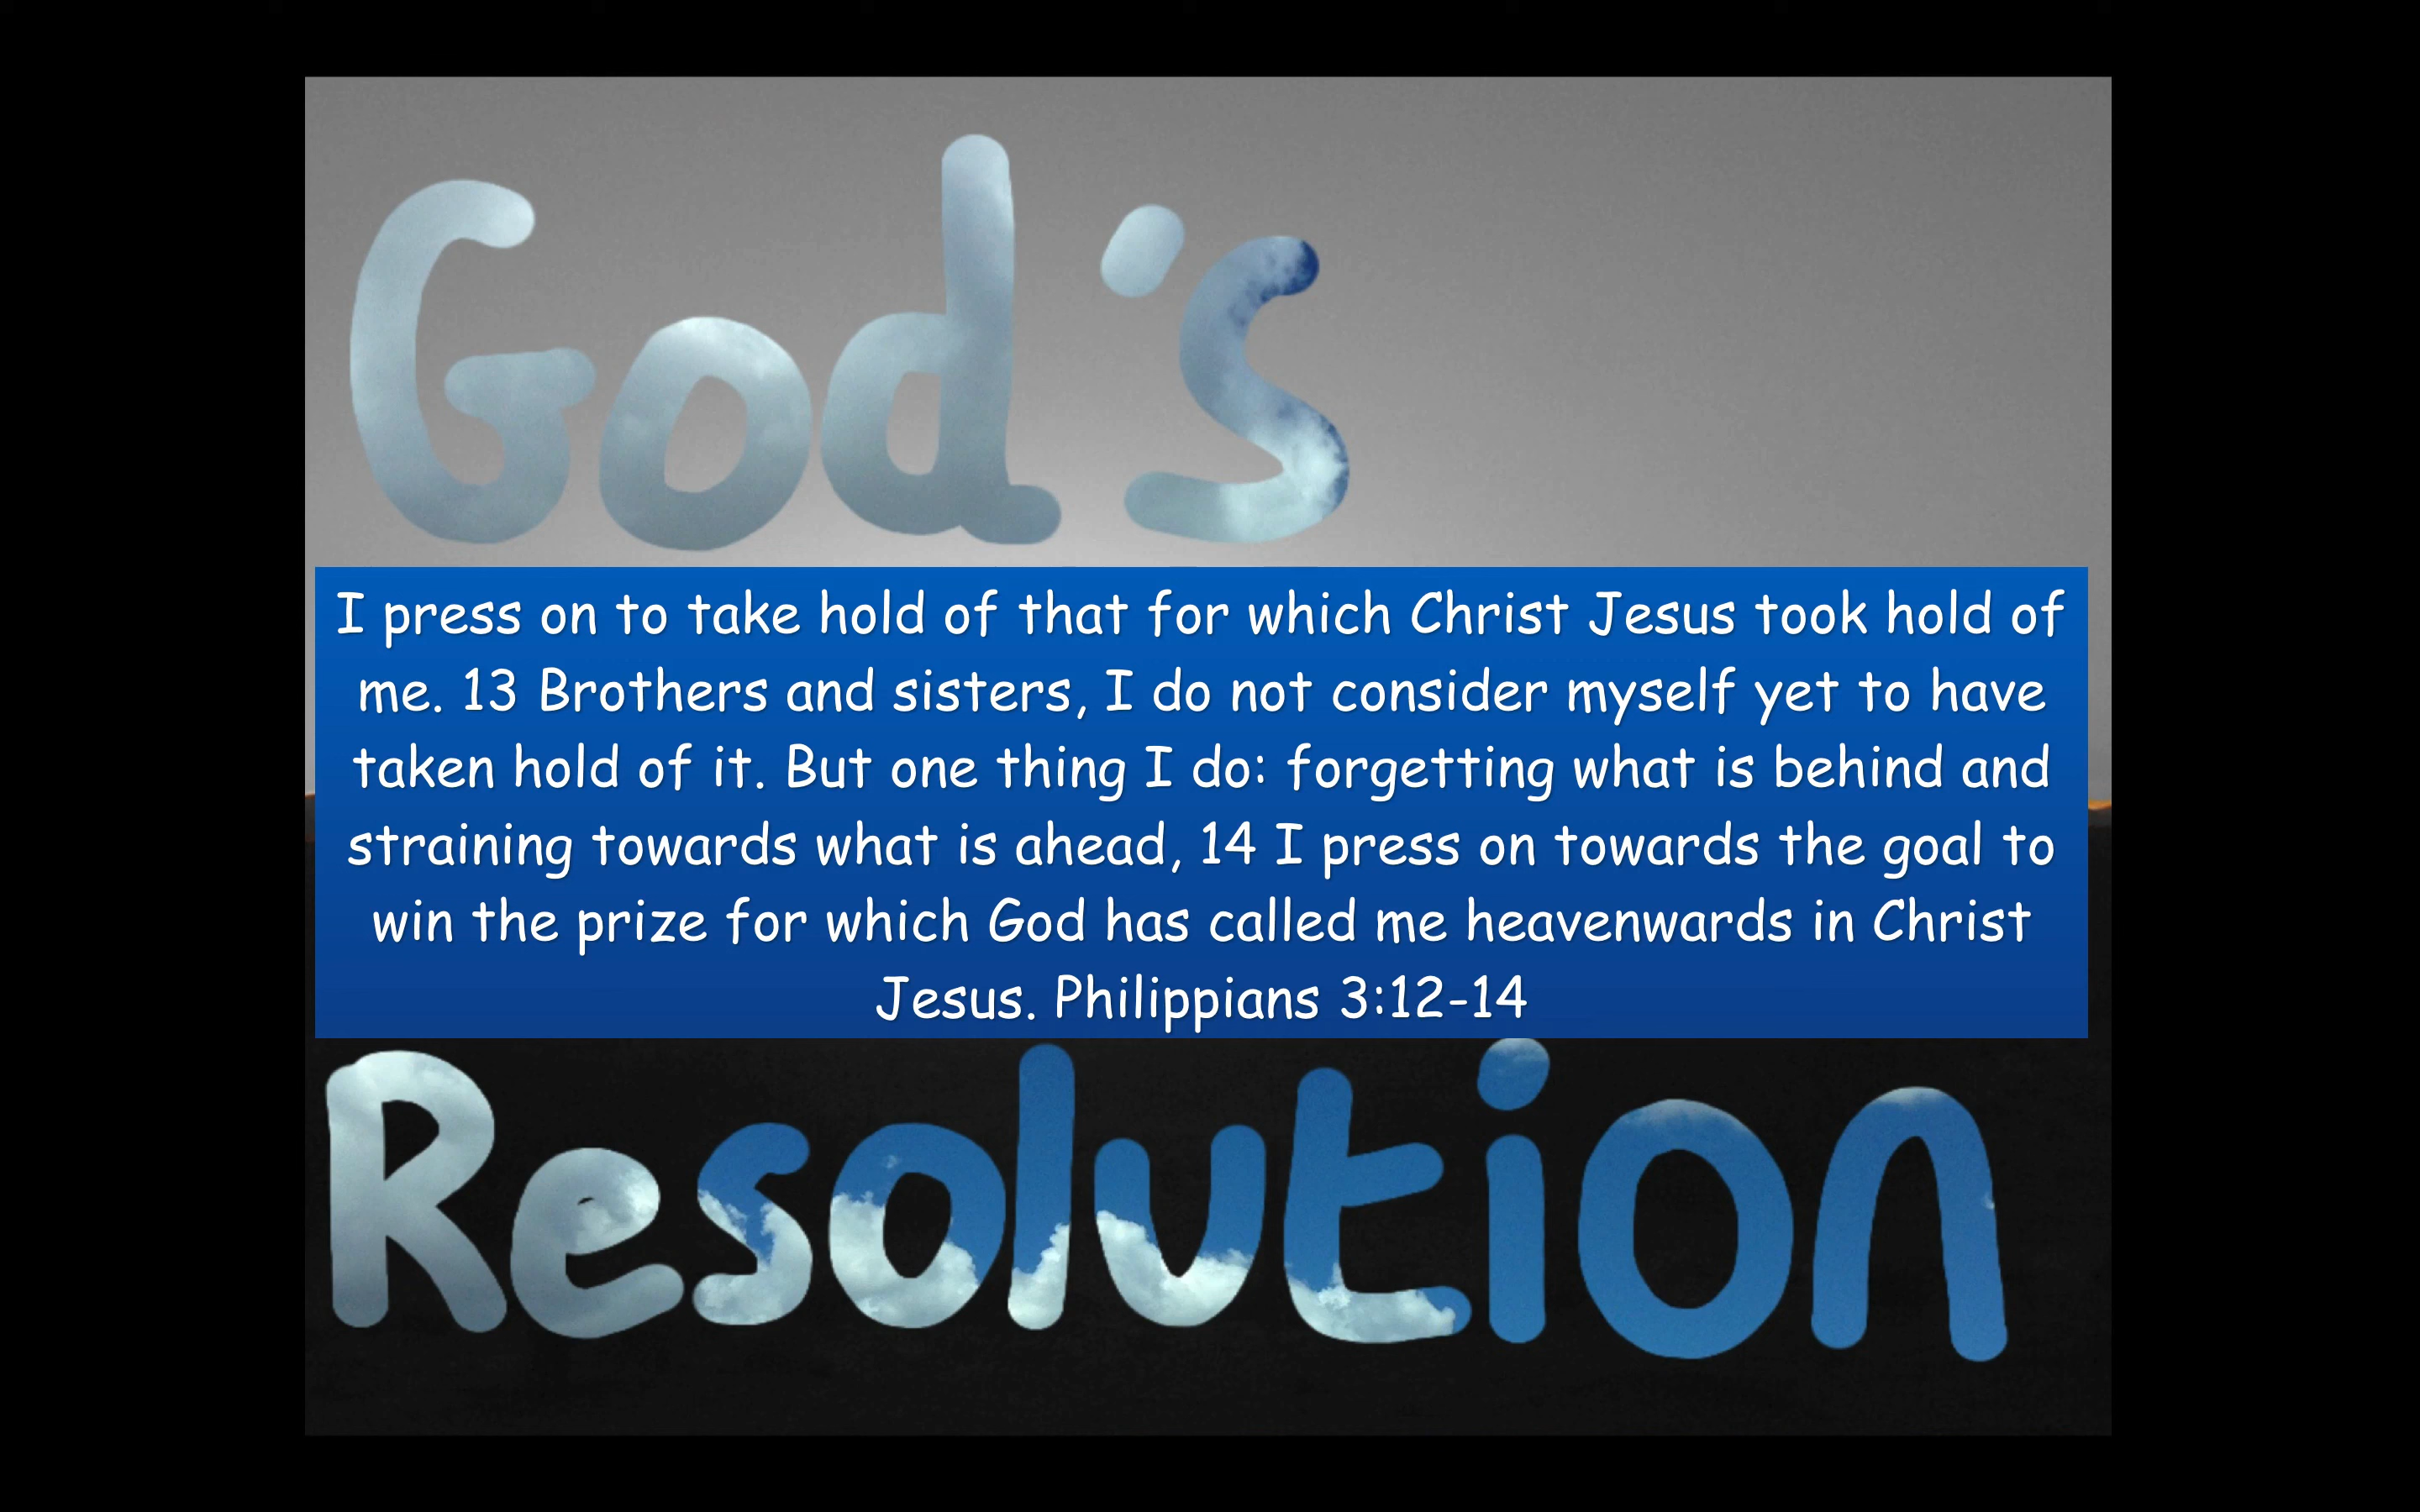 God's
I press on to take hold of that for which Christ Jesus took hold of
me. 13 Brothers and sisters, I do not consider myself yet to have
taken hold of it. But one thing I do: forgetting what is behind and
straining towards what is ahead, 14 I press on towards the goal to
win the prize for which God has called me heavenwards in Christ
Jesus. Philippians 3:12-14
Resolution